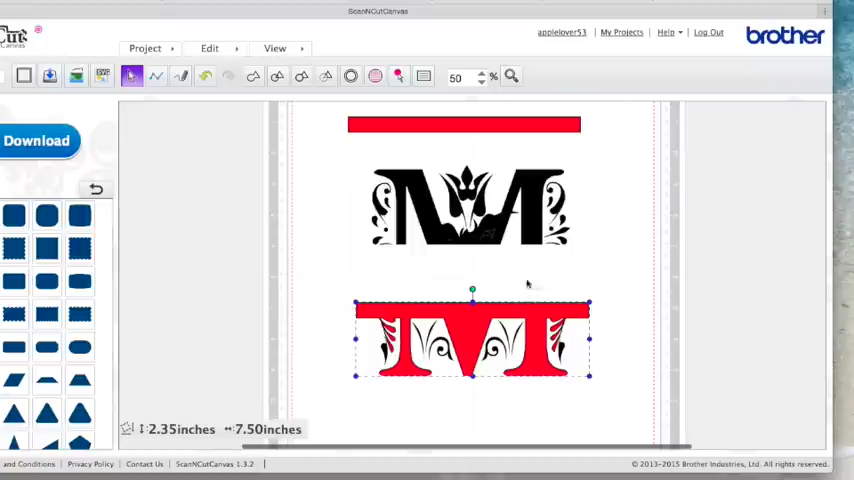 ScanNCutCanvas
Cut
Canvas
applelover53 My Projects Help Log Out
brother
Project Edit View
SVG 50 %
Download
M
M
2.35inches 7.50inches
and Conditions Privacy Policy Contact Us ScanNCutCanvas 1.3.2 © 2013-2015 Brother Industries, Ltd. All rights reserved.